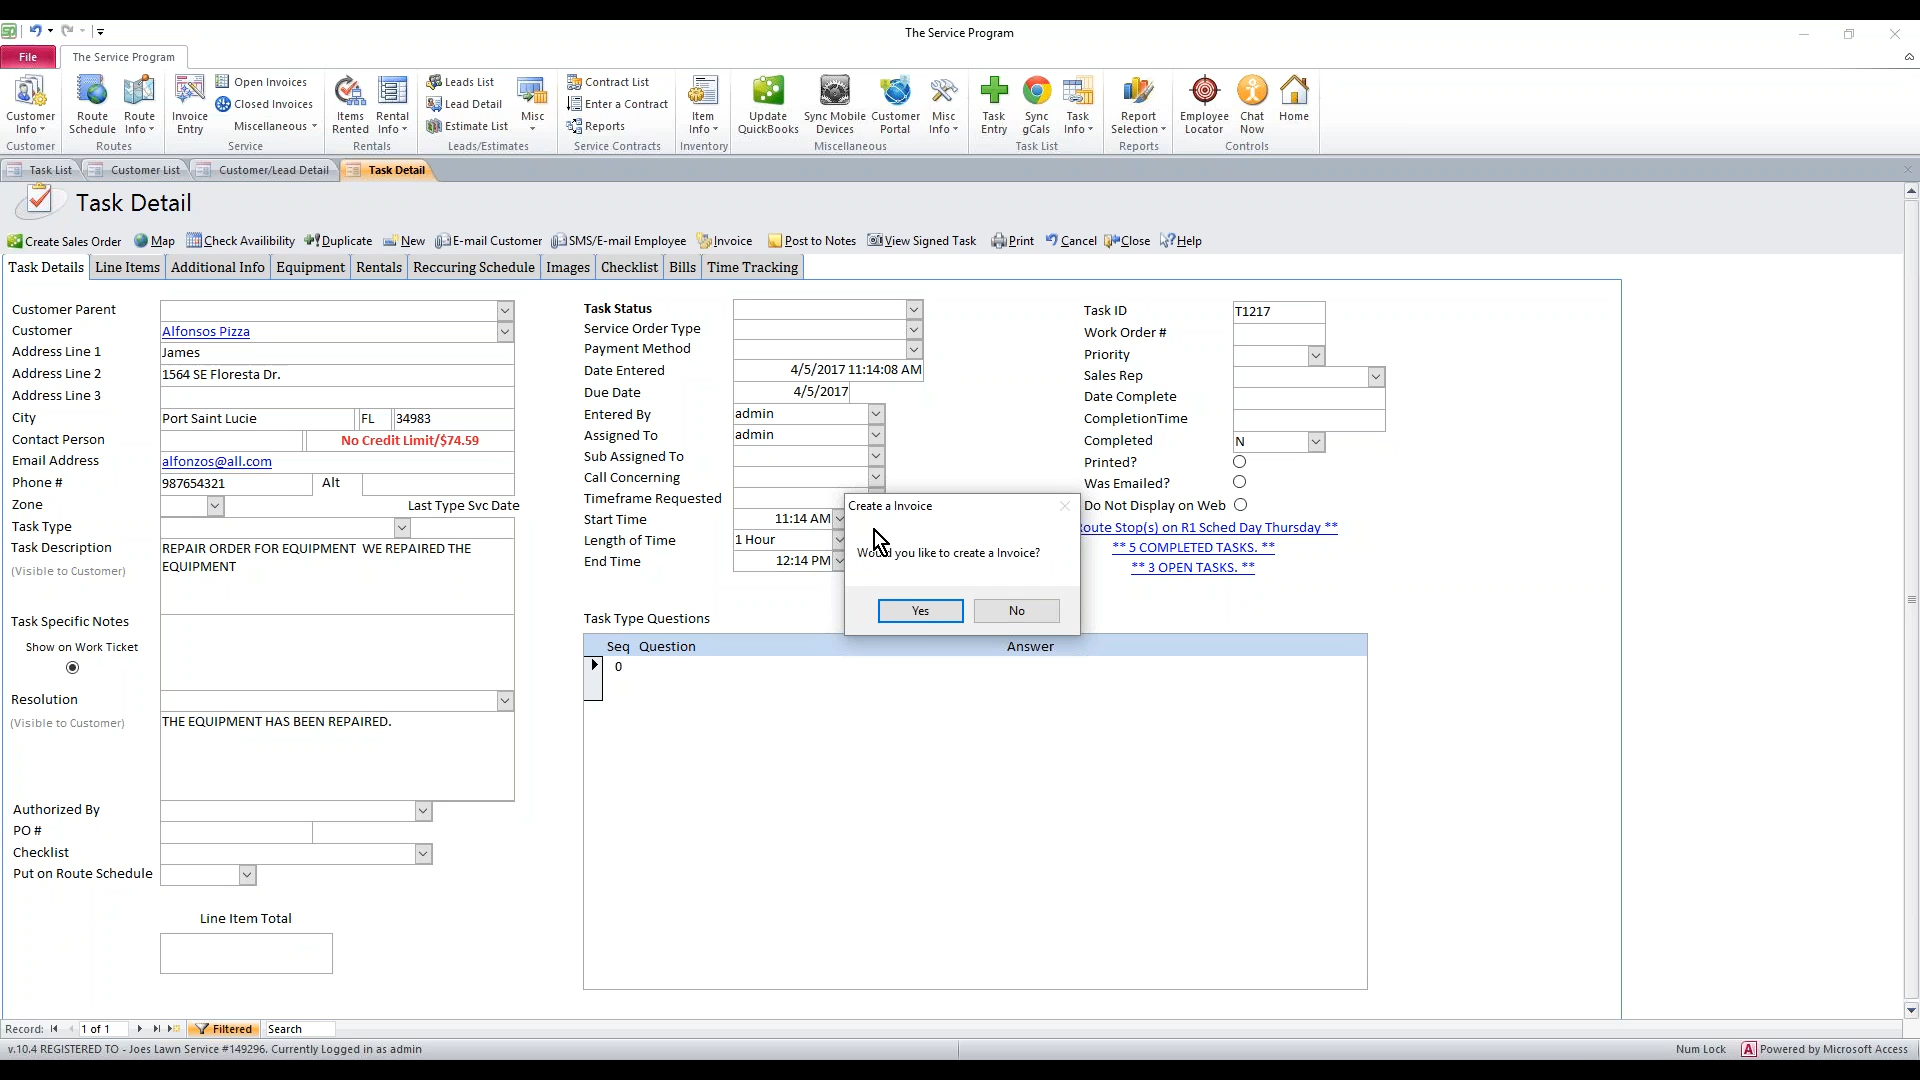 The Service Program
File The Service Program
Customer Info Route Schedule Route Info Invoice Entry Open Invoices Closed Invoices Miscellaneous Items Rented Rental Info Leads List Lead Detail Estimate List Misc Contract List Enter a Contract Reports Item Info Update QuickBooks Sync Mobile Devices Customer Portal Misc Info Task Entry Sync gCals Task Info Report Selection Employee Locator Chat Now Home
Customer Routes Service Rentals Leads/Estimates Service Contracts Inventory Miscellaneous Task List Reports Controls
Task List Customer List Customer/Lead Detail Task Detail
Task Detail
Create Sales Order Map Check Availibility Duplicate New E-mail Customer SMS/E-mail Employee Invoice Post to Notes View Signed Task Print Cancel Close Help
Task Details Line Items Additional Info Equipment Rentals Reccuring Schedule Images Checklist Bills Time Tracking
Customer Parent
Customer Alfonsos Pizza
Address Line 1 James
Address Line 2 1564 SE Floresta Dr.
Address Line 3
City Port Saint Lucie FL 34983
Contact Person No Credit Limit/$74.59
Email Address alfonzos@all.com
Phone # 987654321 Alt
Zone Last Type Svc Date
Task Type
Task Description REPAIR ORDER FOR EQUIPMENT WE REPAIRED THE
(Visible to Customer) EQUIPMENT
Task Specific Notes
Show on Work Ticket
Resolution
(Visible to Customer) THE EQUIPMENT HAS BEEN REPAIRED.
Authorized By
PO #
Checklist
Put on Route Schedule
Line Item Total
Task Status
Service Order Type
Payment Method
Date Entered 4/5/2017 11:14:08 AM
Due Date 4/5/2017
Entered By admin
Assigned To admin
Sub Assigned To
Call Concerning
Timeframe Requested
Start Time 11:14 AM
Length of Time 1 Hour
End Time 12:14 PM
Task Type Questions
Seq Question Answer
0
Create a Invoice
Would you like to create a Invoice?
Yes No
Task ID T1217
Work Order #
Priority
Sales Rep
Date Complete
CompletionTime
Completed N
Printed?
Was Emailed?
Do Not Display on Web
Stop(s) on R1 Sched Day Thursday **
** 5 COMPLETED TASKS. **
** 3 OPEN TASKS. **
Record: 1 of 1 Filtered Search
v.10.4 REGISTERED TO - Joes Lawn Service #149296. Currently Logged in as admin Num Lock Powered by Microsoft Access